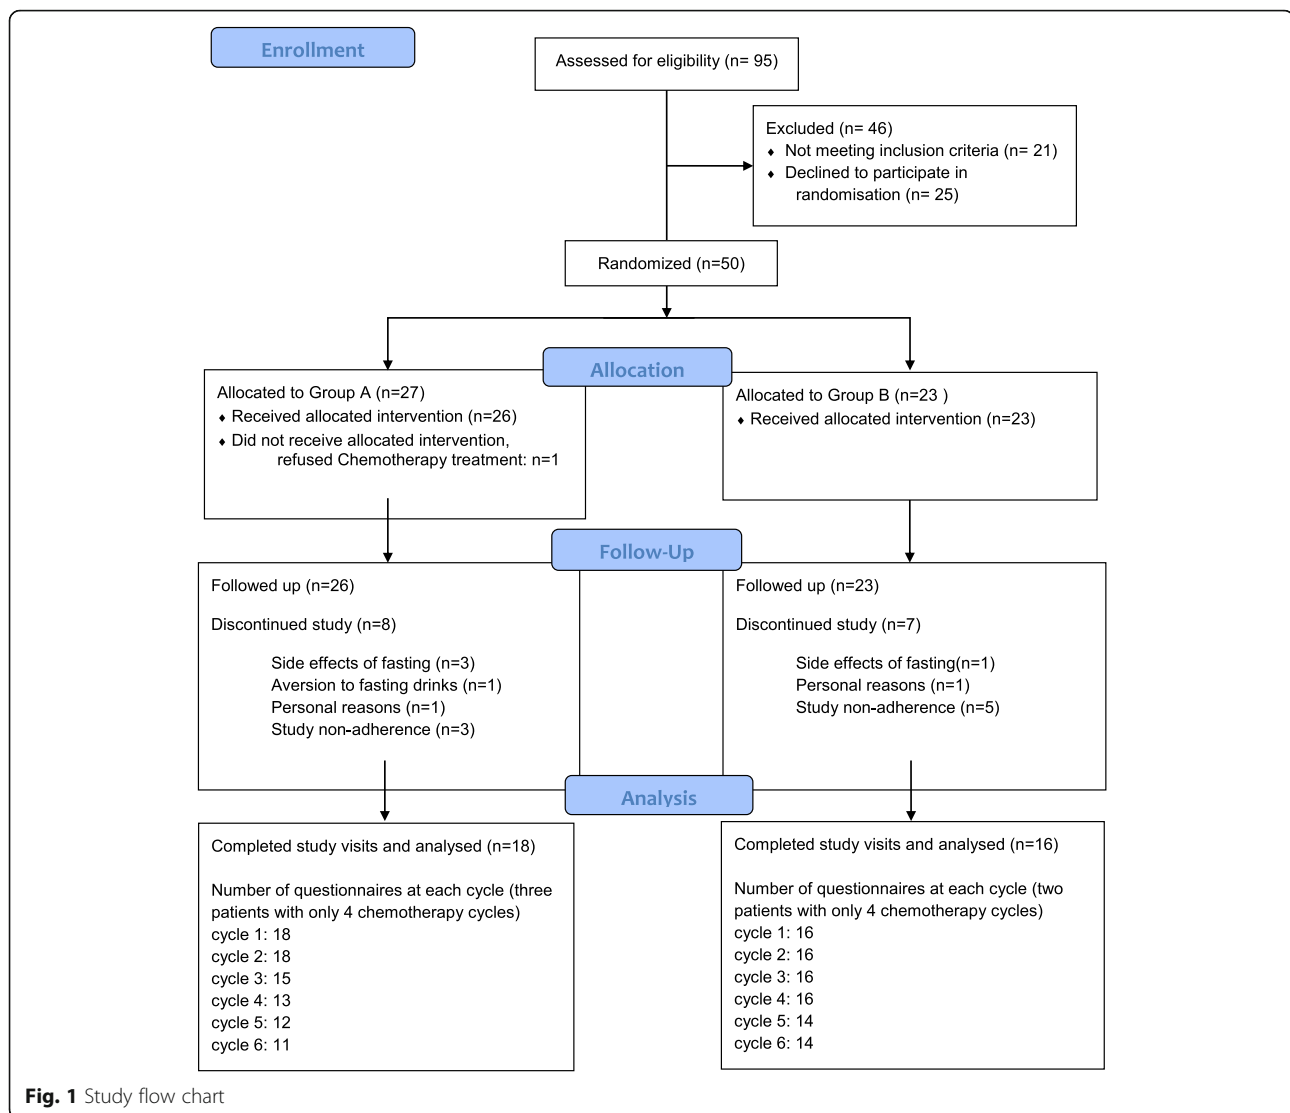 Enrollment
Assessed for eligibility (n= 95)
Excluded (n= 46)
♦ Not meeting inclusion criteria (n= 21)
♦ Declined to participate in
randomisation (n= 25)
Randomized (n=50)
Allocation
Allocated to Group A (n=27)
♦ Received allocated intervention (n=26)
♦ Did not receive allocated intervention,
refused Chemotherapy treatment: n=1
Allocated to Group B (n=23 )
♦ Received allocated intervention (n=23)
Follow-Up
Followed up (n=26)
Discontinued study (n=8)
Side effects of fasting (n=3)
Aversion to fasting drinks (n=1)
Personal reasons (n=1)
Study non-adherence (n=3)
Followed up (n=23)
Discontinued study (n=7)
Side effects of fasting(n=1)
Personal reasons (n=1)
Study non-adherence (n=5)
Analysis
Completed study visits and analysed (n=18)
Number of questionnaires at each cycle (three
patients with only 4 chemotherapy cycles)
cycle 1: 18
cycle 2: 18
cycle 3: 15
cycle 4: 13
cycle 5: 12
cycle 6: 11
Completed study visits and analysed (n=16)
Number of questionnaires at each cycle (two
patients with only 4 chemotherapy cycles)
cycle 1: 16
cycle 2: 16
cycle 3: 16
cycle 4: 16
cycle 5: 14
cycle 6: 14
Fig. 1 Study flow chart